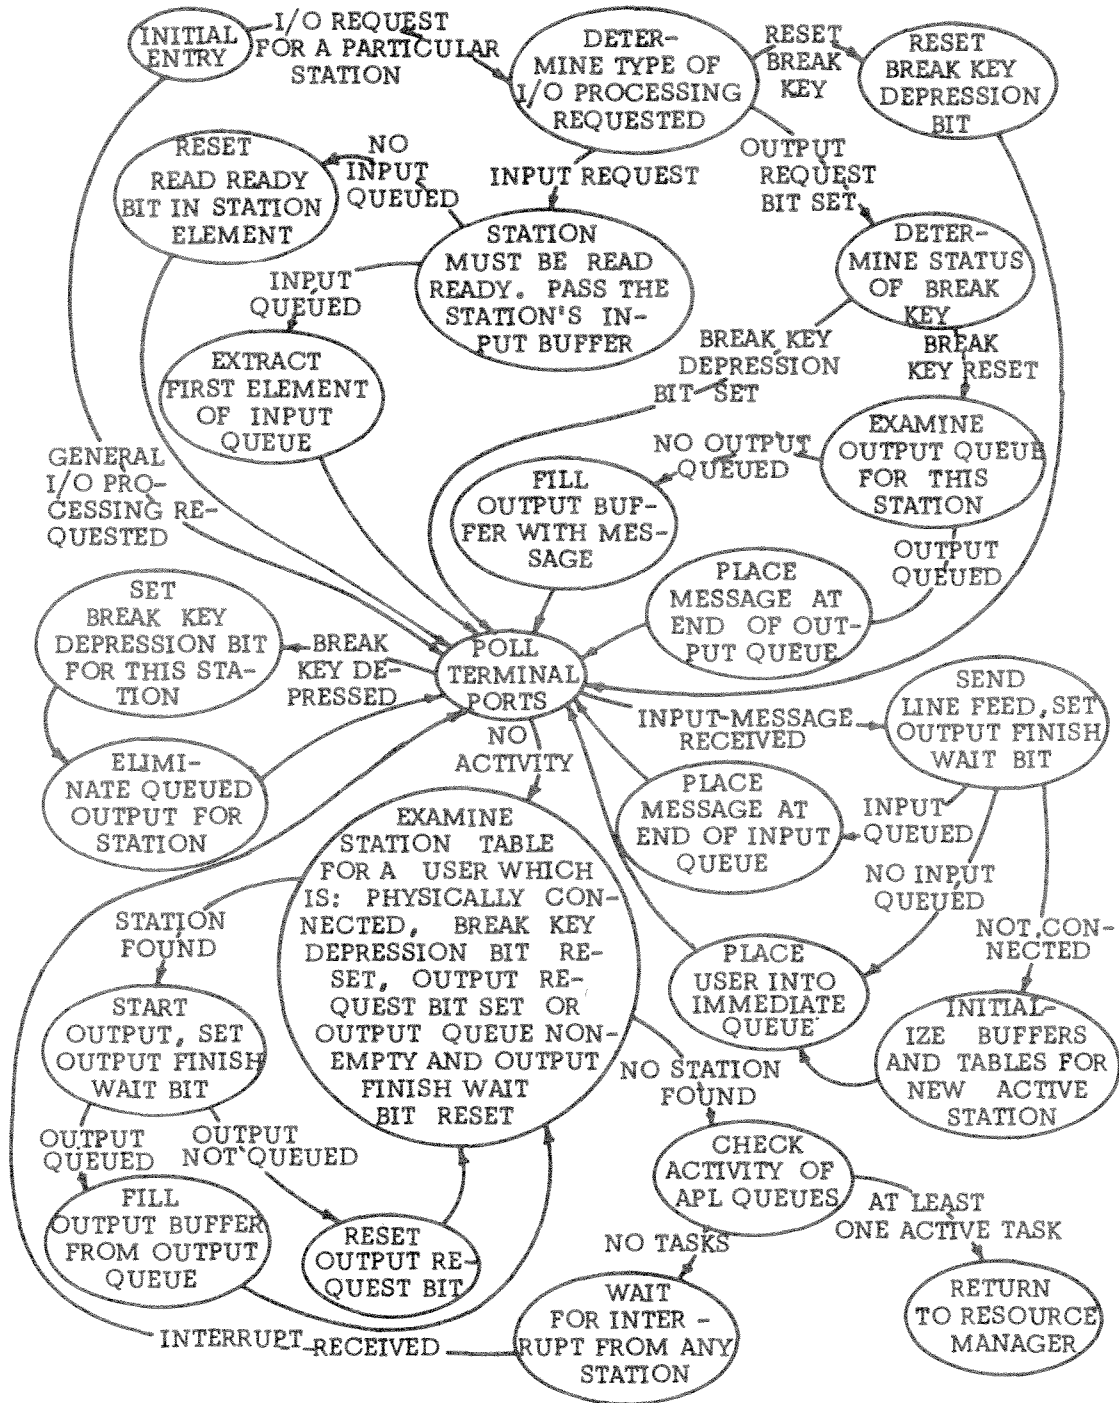 INITIAL
ENTRY
I/O REQUEST
FOR A PARTICULAR
STATION
DETER-
MINE TYPE OF
I/O PROCESSING
REQUESTED
RESET
BREAK
KEY
RESET
BREAK KEY
DEPRESSION
BIT
RESET
READ READY
BIT IN STATION
ELEMENT
NO
INPUT
QUEUED
INPUT REQUEST
OUTPUT
REQUEST
BIT SET
STATION
MUST BE READ
READY. PASS THE
STATION'S IN-
PUT BUFFER
DETER-
MINE STATUS
OF BREAK
KEY
INPUT
QUEUED
EXTRACT
FIRST ELEMENT
OF INPUT
QUEUE
BREAK KEY
DEPRESSION
BIT SET
BREAK
KEY RESET
EXAMINE
OUTPUT QUEUE
FOR THIS
STATION
NO OUTPUT
QUEUED
GENERAL
I/O PRO-
CESSING RE-
QUESTED
FILL
OUTPUT BUF-
FER WITH MES-
SAGE
OUTPUT
QUEUED
PLACE
MESSAGE AT
END OF OUT-
PUT QUEUE
SET
BREAK KEY
DEPRESSION BIT
FOR THIS STA-
TION
BREAK
KEY DE-
PRESSED
POLL
TERMINAL
PORTS
INPUT MESSAGE
RECEIVED
SEND
LINE FEED, SET
OUTPUT FINISH
WAIT BIT
NO
ACTIVITY
ELIMI-
NATE QUEUED
OUTPUT FOR
STATION
PLACE
MESSAGE AT
END OF INPUT
QUEUE
INPUT
QUEUED
NO INPUT
QUEUED
NOT CON-
NECTED
EXAMINE
STATION TABLE
FOR A USER WHICH
IS: PHYSICALLY CON-
NECTED, BREAK KEY
DEPRESSION BIT RE-
SET, OUTPUT RE-
QUEST BIT SET OR
OUTPUT QUEUE NON-
EMPTY AND OUTPUT
FINISH WAIT
BIT RESET
STATION
FOUND
START
OUTPUT, SET
OUTPUT FINISH
WAIT BIT
PLACE
USER INTO
IMMEDIATE
QUEUE
INITIAL-
IZE BUFFERS
AND TABLES FOR
NEW ACTIVE
STATION
NO STATION
FOUND
OUTPUT
QUEUED
OUTPUT
NOT QUEUED
CHECK
ACTIVITY OF
APL QUEUES
FILL
OUTPUT BUFFER
FROM OUTPUT
QUEUE
RESET
OUTPUT RE-
QUEST BIT
NO TASKS
AT LEAST
ONE ACTIVE TASK
WAIT
FOR INTER-
RUPT FROM ANY
STATION
RETURN
TO RESOURCE
MANAGER
INTERRUPT RECEIVED